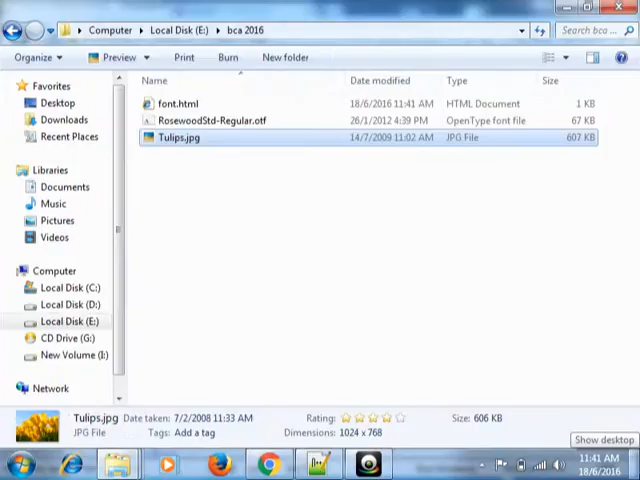 Computer Local Disk (E:) bca 2016 Search bca ...
Organize Preview Print Burn New folder
Name Date modified Type Size
font.html 18/6/2016 11:41 AM HTML Document 1 KB
RosewoodStd-Regular.otf 26/1/2012 4:39 PM OpenType font file 67 KB
Tulips.jpg 14/7/2009 11:02 AM JPG File 607 KB
Favorites
Desktop
Downloads
Recent Places
Libraries
Documents
Music
Pictures
Videos
Computer
Local Disk (C:)
Local Disk (D:)
Local Disk (E:)
CD Drive (G:)
New Volume (I:)
Network
Tulips.jpg Date taken: 7/2/2008 11:33 AM Rating: Size: 606 KB
JPG File Tags: Add a tag Dimensions: 1024 x 768
Show desktop
11:41 AM
18/6/2016